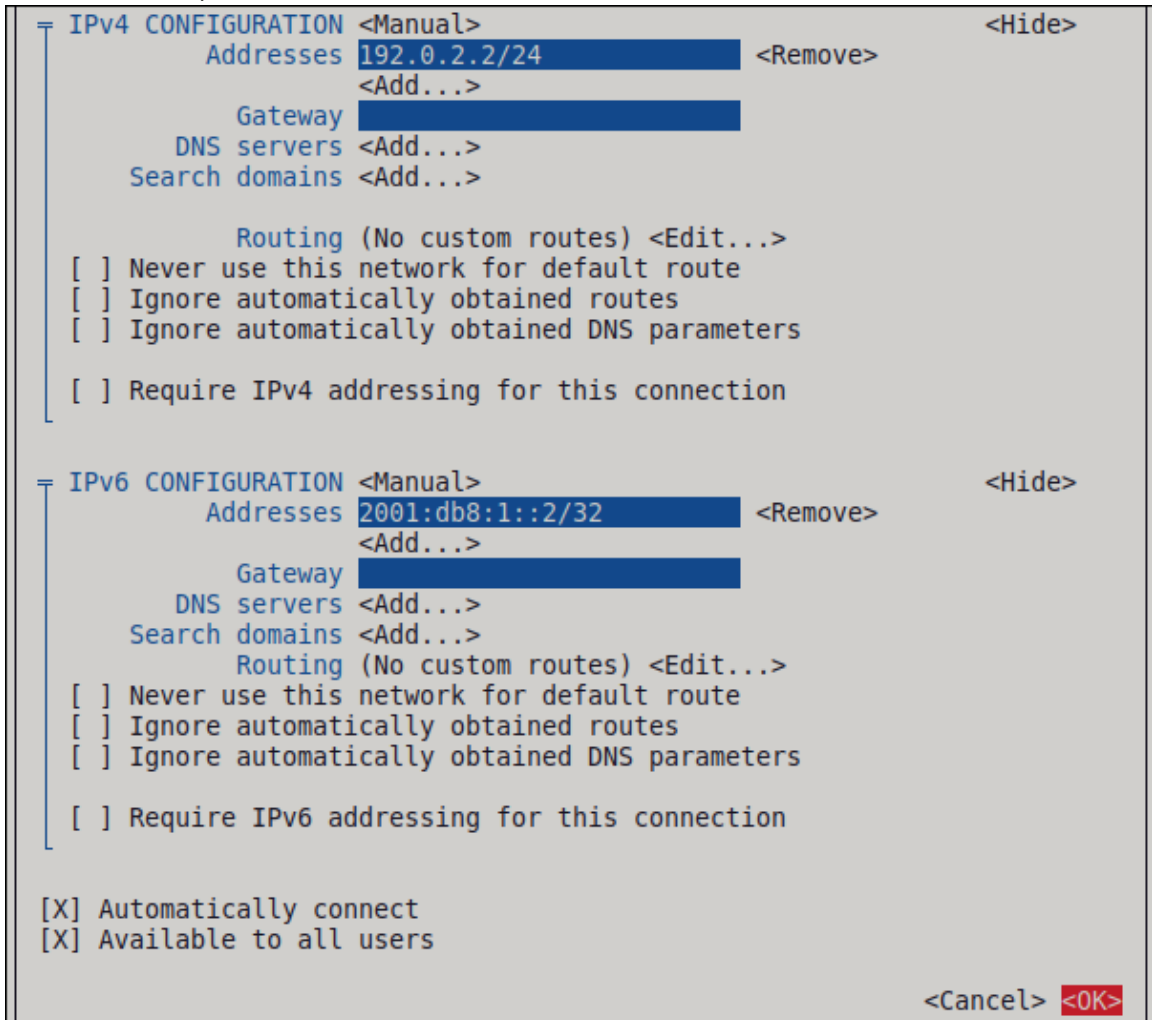 IPv4 CONFIGURATION <Manual> <Hide>
Addresses 192.0.2.2/24 <Remove>
<Add...>
Gateway
DNS servers <Add...>
Search domains <Add...>
Routing (No custom routes) <Edit...>
[ ] Never use this network for default route
[ ] Ignore automatically obtained routes
[ ] Ignore automatically obtained DNS parameters
[ ] Require IPv4 addressing for this connection
IPv6 CONFIGURATION <Manual> <Hide>
Addresses 2001:db8:1::2/32 <Remove>
<Add...>
Gateway
DNS servers <Add...>
Search domains <Add...>
Routing (No custom routes) <Edit...>
[ ] Never use this network for default route
[ ] Ignore automatically obtained routes
[ ] Ignore automatically obtained DNS parameters
[ ] Require IPv6 addressing for this connection
[X] Automatically connect
[X] Available to all users
<Cancel> <OK>